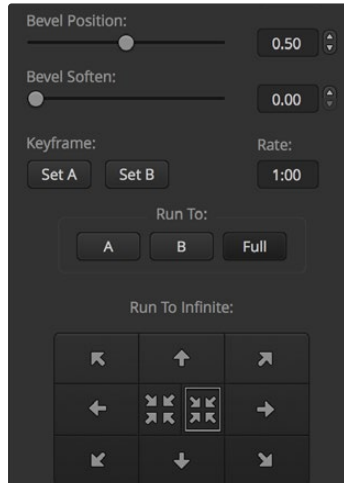 Bevel Position:
0.50
Bevel Soften:
0.00
Keyframe:
Rate:
Set A
Set B
1:00
Run To:
A
B
Full
Run To Infinite: